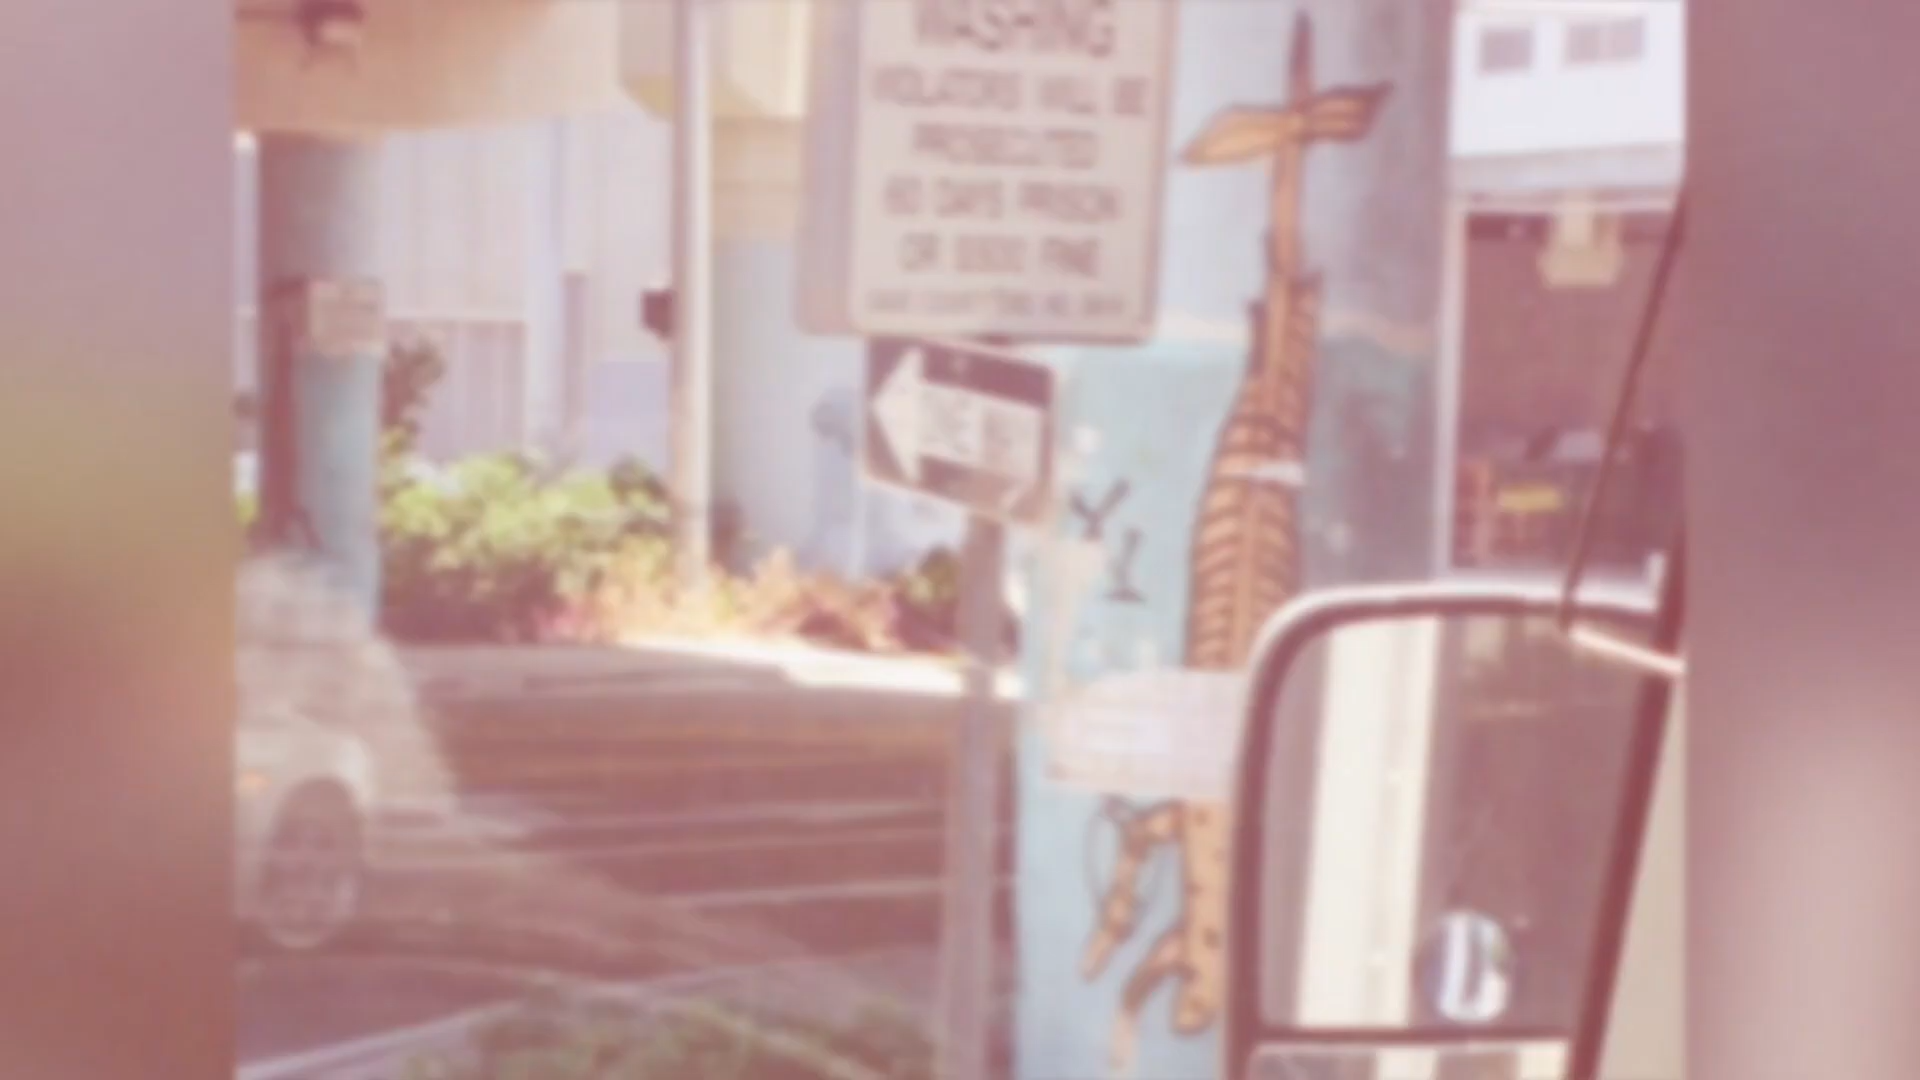 WASHING
VIOLATORS WILL BE
PROSECUTED
60 DAYS PRISON
OR $500 FINE
ONE WAY